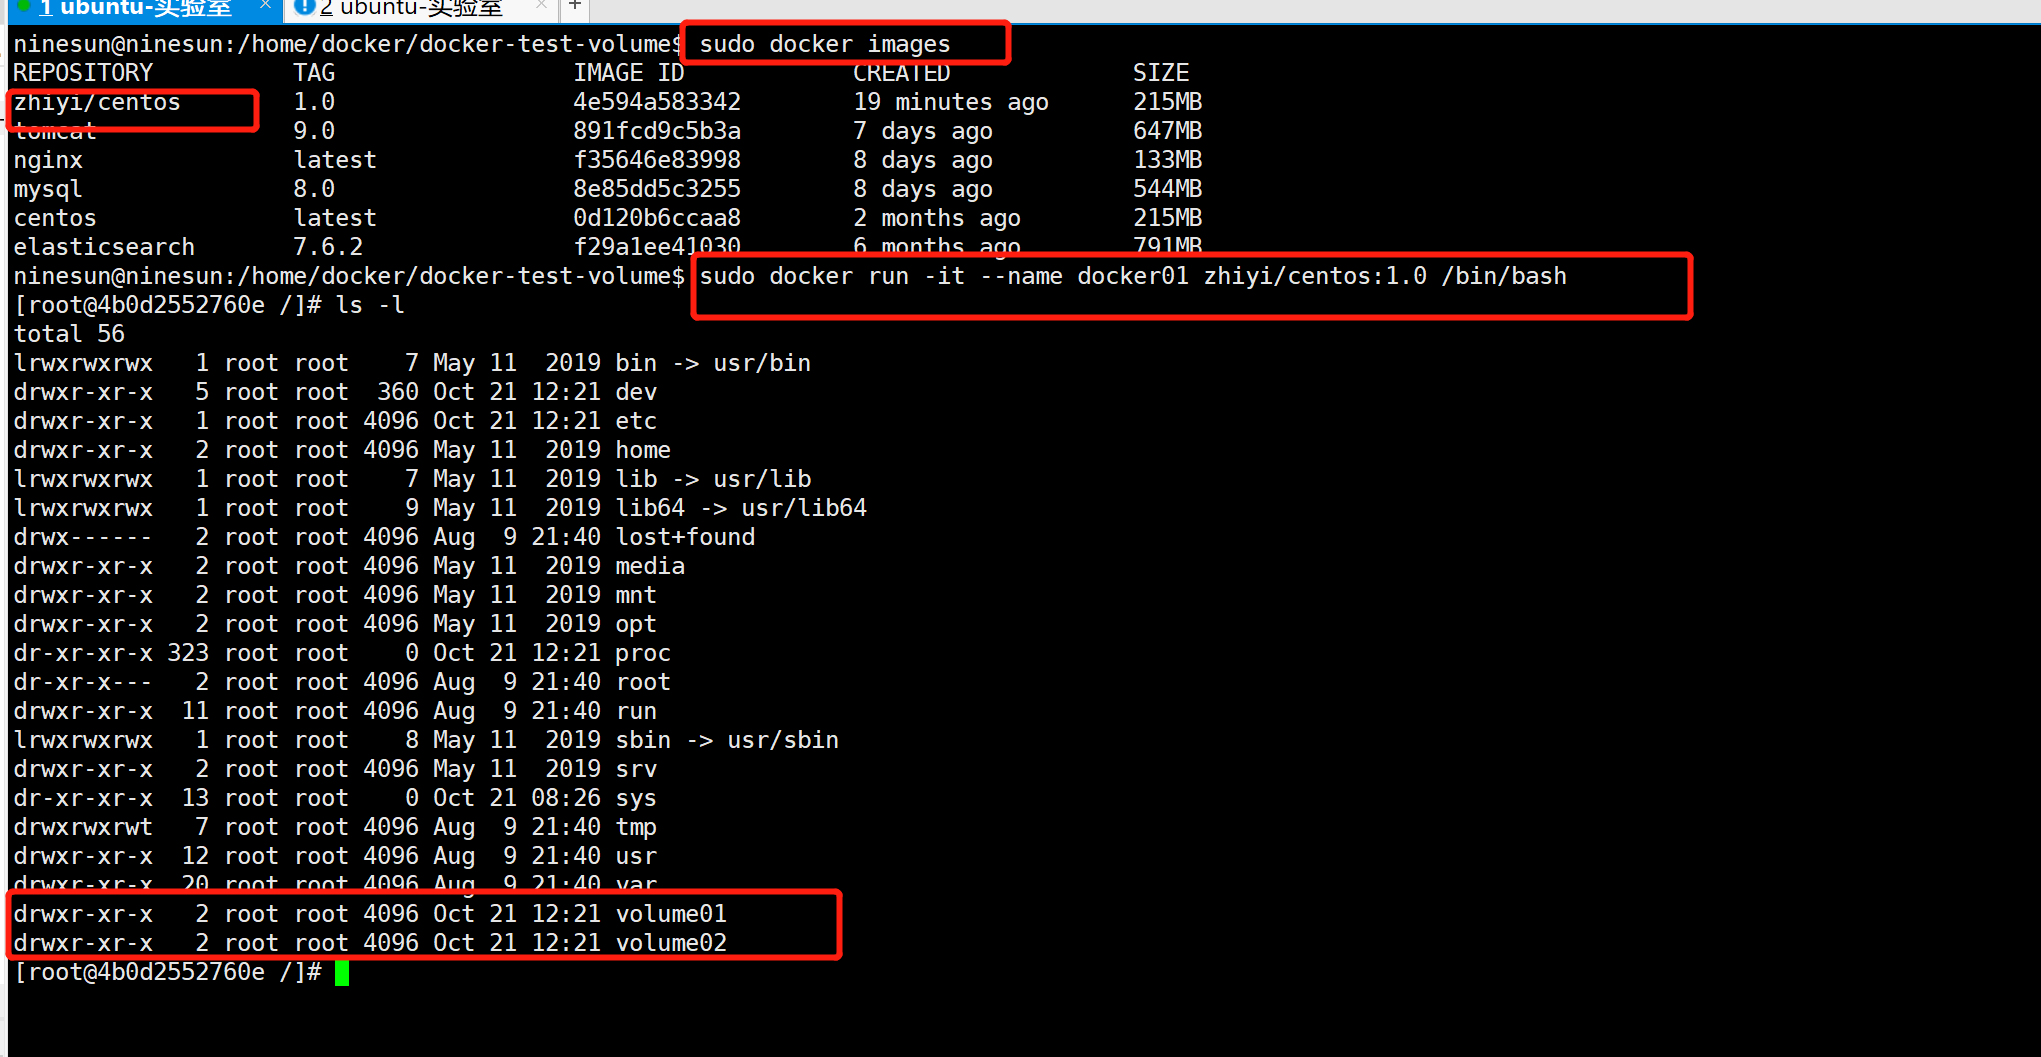 1 ubuntu-实验室 × 2 ubuntu-实验室 × +
ninesun@ninesun:/home/docker/docker-test-volume$ sudo docker images
REPOSITORY          TAG                 IMAGE ID            CREATED             SIZE
zhiyi/centos        1.0                 4e594a583342        19 minutes ago      215MB
tomcat              9.0                 891fcd9c5b3a        7 days ago          647MB
nginx               latest              f35646e83998        8 days ago          133MB
mysql               8.0                 8e85dd5c3255        8 days ago          544MB
centos              latest              0d120b6ccaa8        2 months ago        215MB
elasticsearch       7.6.2               f29a1ee41030        6 months ago        791MB
ninesun@ninesun:/home/docker/docker-test-volume$ sudo docker run -it --name docker01 zhiyi/centos:1.0 /bin/bash
[root@4b0d2552760e /]# ls -l
total 56
lrwxrwxrwx   1 root root    7 May 11  2019 bin -> usr/bin
drwxr-xr-x   5 root root  360 Oct 21 12:21 dev
drwxr-xr-x   1 root root 4096 Oct 21 12:21 etc
drwxr-xr-x   2 root root 4096 May 11  2019 home
lrwxrwxrwx   1 root root    7 May 11  2019 lib -> usr/lib
lrwxrwxrwx   1 root root    9 May 11  2019 lib64 -> usr/lib64
drwx------   2 root root 4096 Aug  9 21:40 lost+found
drwxr-xr-x   2 root root 4096 May 11  2019 media
drwxr-xr-x   2 root root 4096 May 11  2019 mnt
drwxr-xr-x   2 root root 4096 May 11  2019 opt
dr-xr-xr-x 323 root root    0 Oct 21 12:21 proc
dr-xr-x---   2 root root 4096 Aug  9 21:40 root
drwxr-xr-x  11 root root 4096 Aug  9 21:40 run
lrwxrwxrwx   1 root root    8 May 11  2019 sbin -> usr/sbin
drwxr-xr-x   2 root root 4096 May 11  2019 srv
dr-xr-xr-x  13 root root    0 Oct 21 08:26 sys
drwxrwxrwt   7 root root 4096 Aug  9 21:40 tmp
drwxr-xr-x  12 root root 4096 Aug  9 21:40 usr
drwxr-xr-x  20 root root 4096 Aug  9 21:40 var
drwxr-xr-x   2 root root 4096 Oct 21 12:21 volume01
drwxr-xr-x   2 root root 4096 Oct 21 12:21 volume02
[root@4b0d2552760e /]#